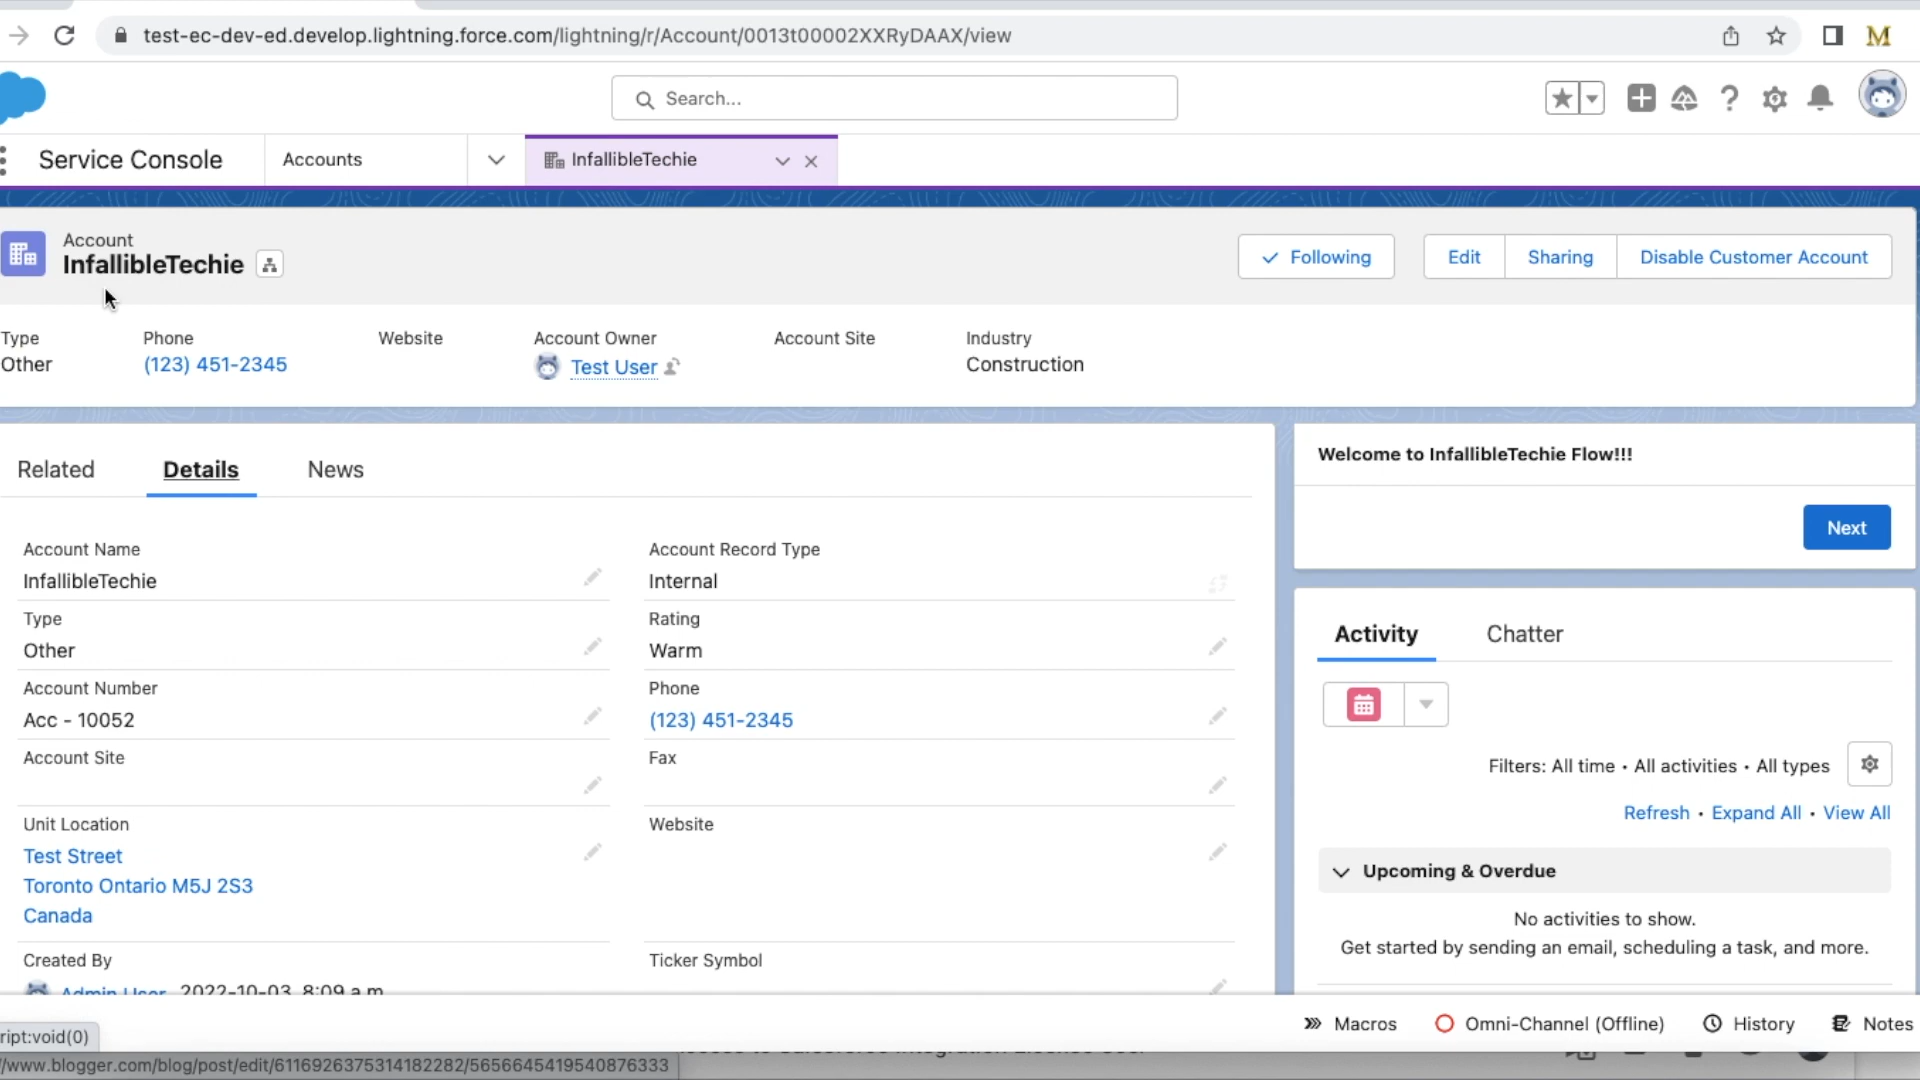 test-ec-dev-ed.develop.lightning.force.com/lightning/r/Account/0013t00002XXRyDAAX/view
M
Search...
Service Console
Accounts
InfallibleTechie
Account
InfallibleTechie
Following
Edit
Sharing
Disable Customer Account
Type
Phone
Website
Account Owner
Account Site
Industry
Other
(123) 451-2345
Test User
Construction
Related
Details
News
Account Name
InfallibleTechie
Account Record Type
Internal
Type
Other
Rating
Warm
Account Number
Acc - 10052
Phone
(123) 451-2345
Account Site
Fax
Unit Location
Test Street
Toronto Ontario M5J 2S3
Canada
Website
Created By
Admin User, 2022-10-03, 8:09 a.m.
Ticker Symbol
Welcome to InfallibleTechie Flow!!!
Next
Activity
Chatter
Filters: All time • All activities • All types
Refresh • Expand All • View All
Upcoming & Overdue
No activities to show.
Get started by sending an email, scheduling a task, and more.
Macros
Omni-Channel (Offline)
History
Notes
ript:void(0)
/www.blogger.com/blog/post/edit/6116926375314182282/5656645419540876333